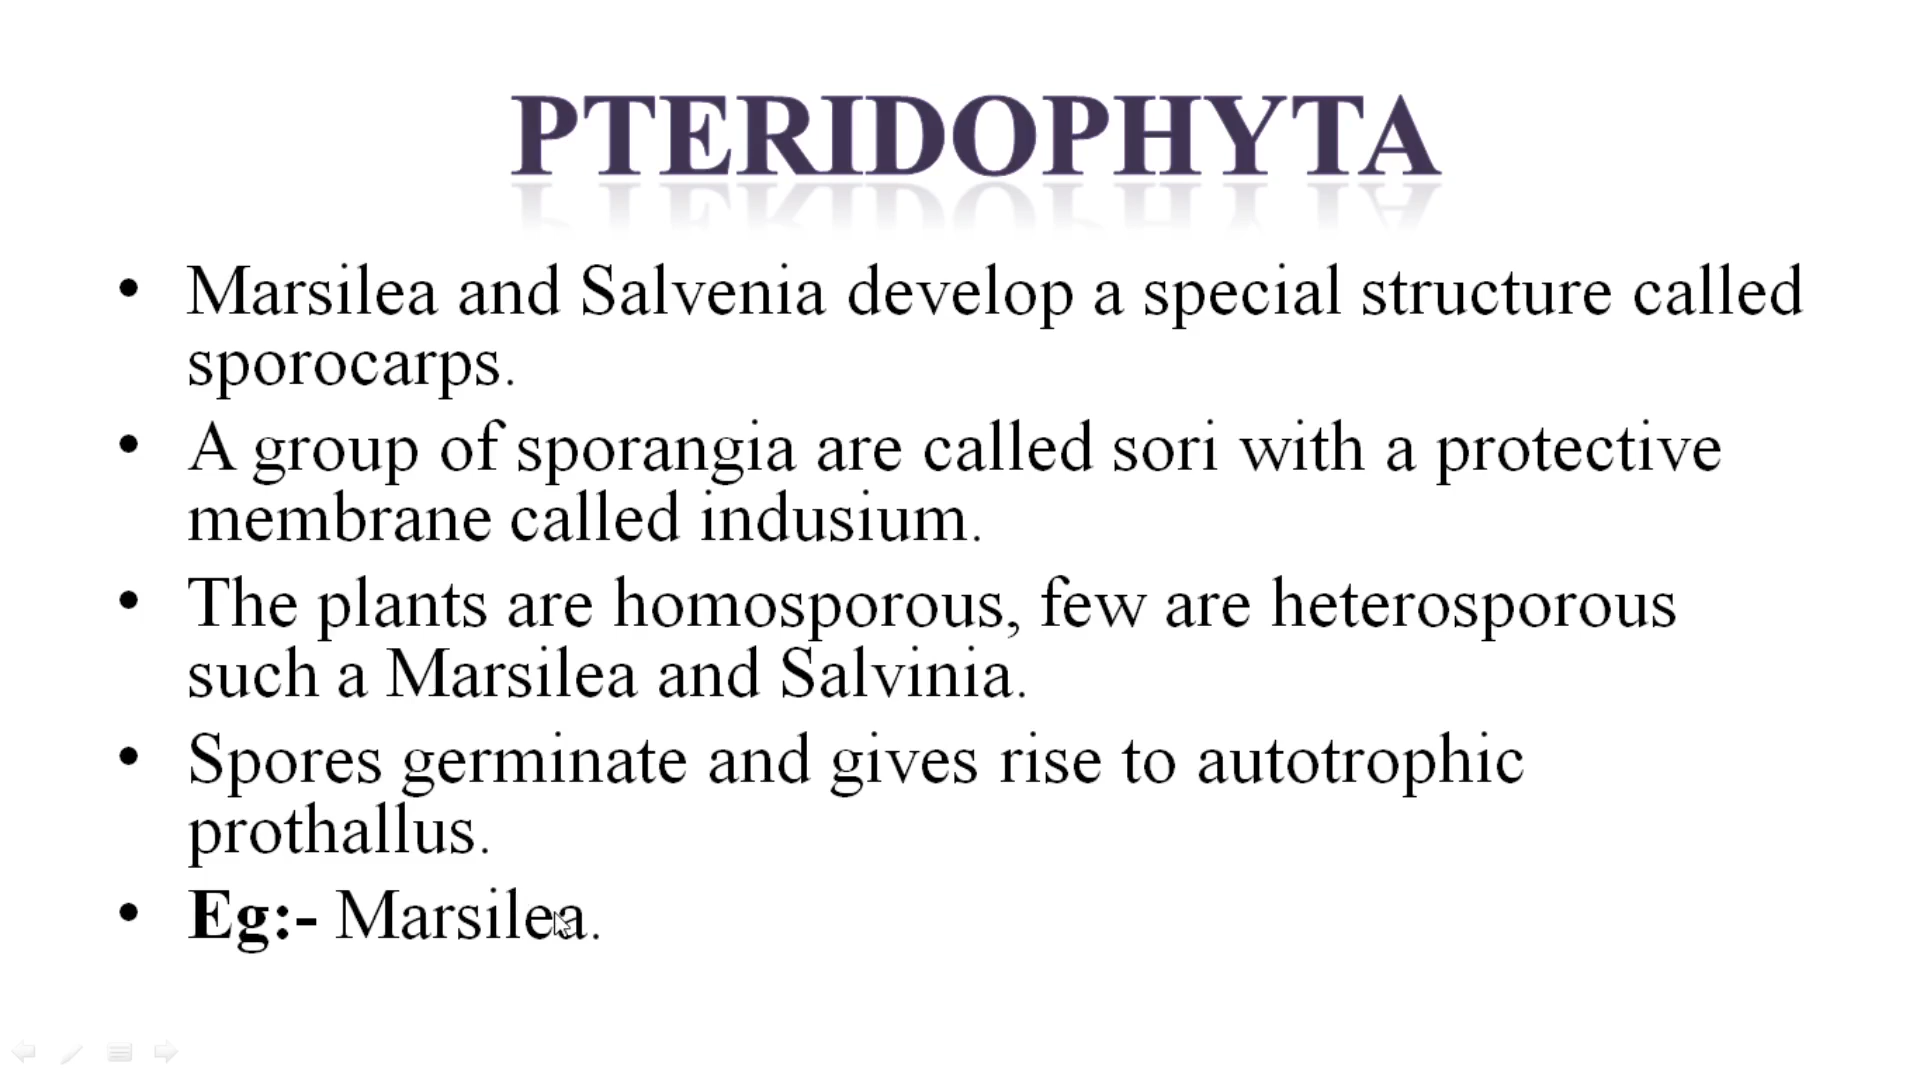 PTERIDOPHYTA
• Marsilea and Salvenia develop a special structure called
sporocarps.
• A group of sporangia are called sori with a protective
membrane called indusium.
• The plants are homosporous, few are heterosporous
such a Marsilea and Salvinia.
• Spores germinate and gives rise to autotrophic
prothallus.
• Eg:- Marsilea.